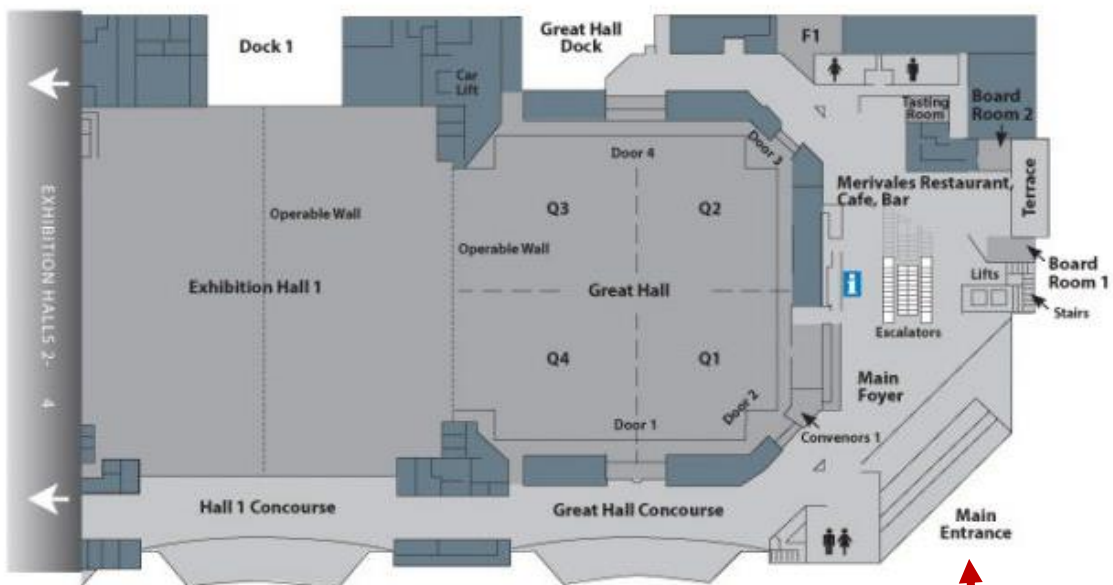 Dock 1
Great Hall
Dock
F1
Car
Lift
Tasting
Room
Board
Room 2
Door 4
Door 3
Merivales Restaurant,
Cafe, Bar
Terrace
Q3
Q2
Operable Wall
Operable Wall
EXHIBITION HALLS 2- 4
Exhibition Hall 1
Great Hall
i
Lifts
Board
Room 1
Stairs
Escalators
Q4
Q1
Main
Foyer
Door 2
Door 1
Convenors 1
Hall 1 Concourse
Great Hall Concourse
Main
Entrance